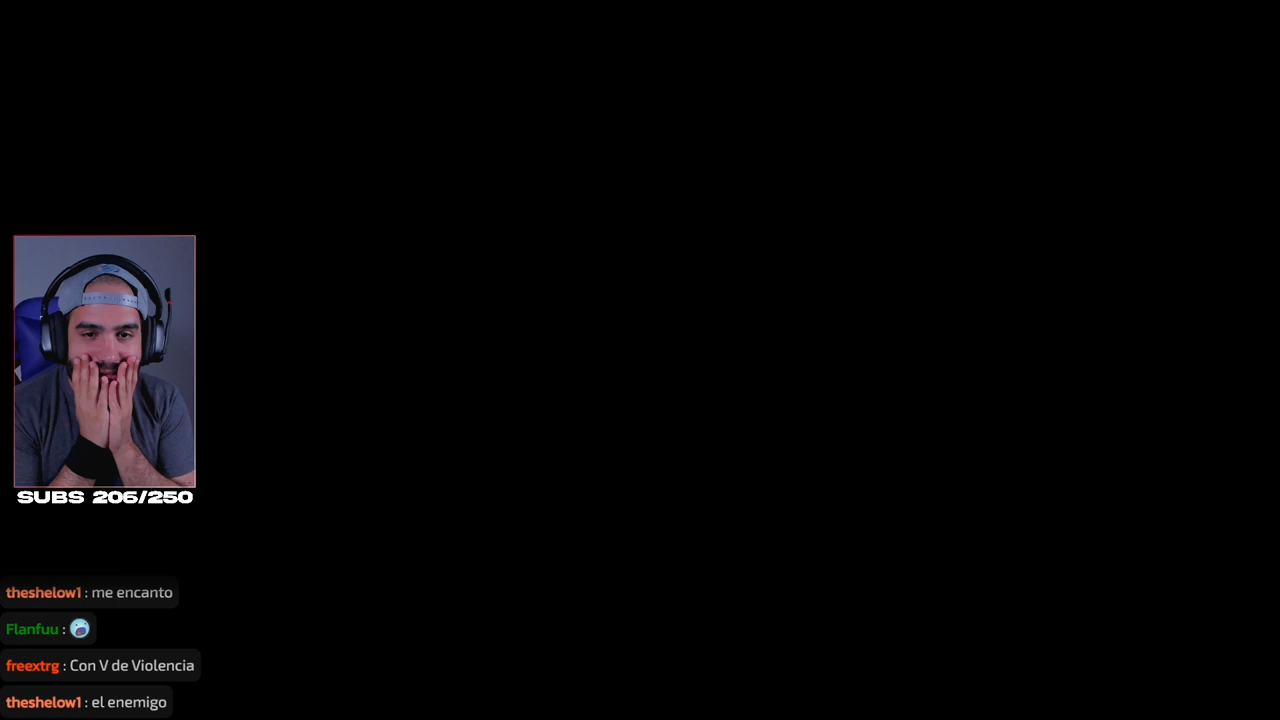 SUBS 206/250
theshelow1 : me encanto
Flanfuu :
freextrg : Con V de Violencia
theshelow1 : el enemigo